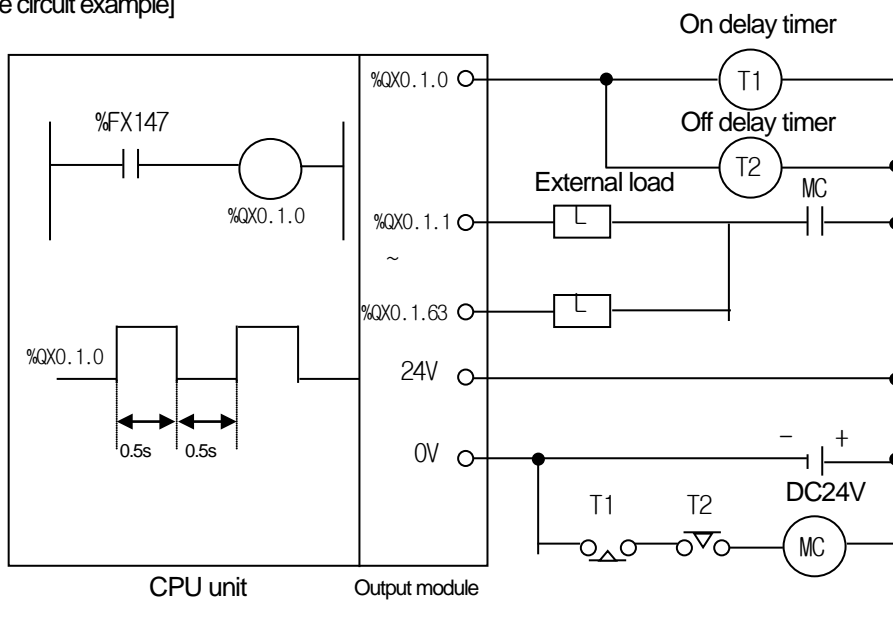 e circuit example]
On delay timer
%QX0.1.0
T1
%FX147
Off delay timer
T2
External load
MC
%QX0.1.0
%QX0.1.1
L
~
%QX0.1.63
L
%QX0.1.0
24V
0.5s
0.5s
0V
- +
DC24V
T1
T2
MC
CPU unit
Output module